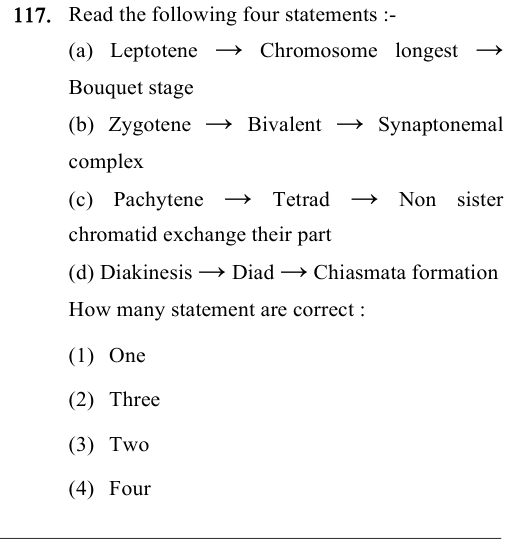 117. Read the following four statements :-
(a) Leptotene → Chromosome longest →
Bouquet stage
(b) Zygotene → Bivalent → Synaptonemal
complex
(c) Pachytene → Tetrad → Non sister
chromatid exchange their part
(d) Diakinesis → Diad → Chiasmata formation
How many statement are correct :
(1) One
(2) Three
(3) Two
(4) Four